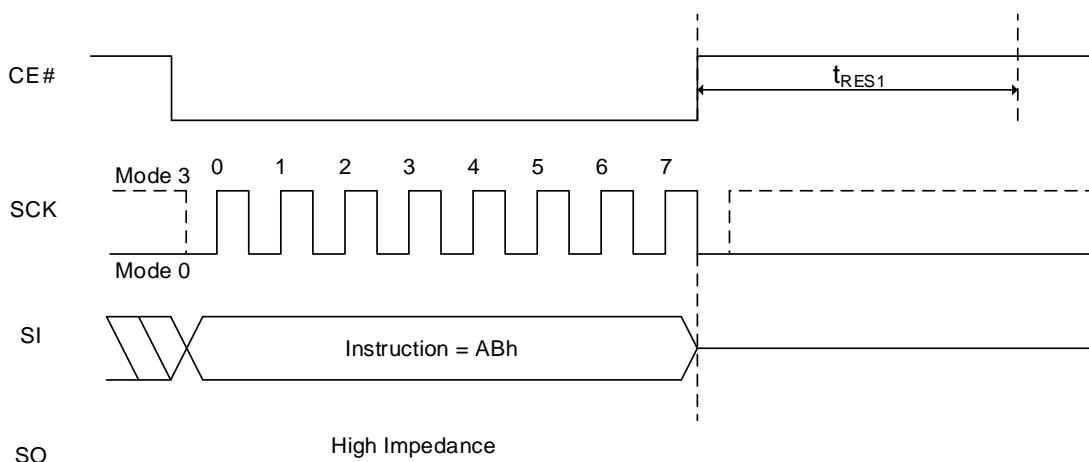 CE#
tRES1
Mode 3
0 1 2 3 4 5 6 7
SCK
Mode 0
SI
Instruction = ABh
High Impedance
SO